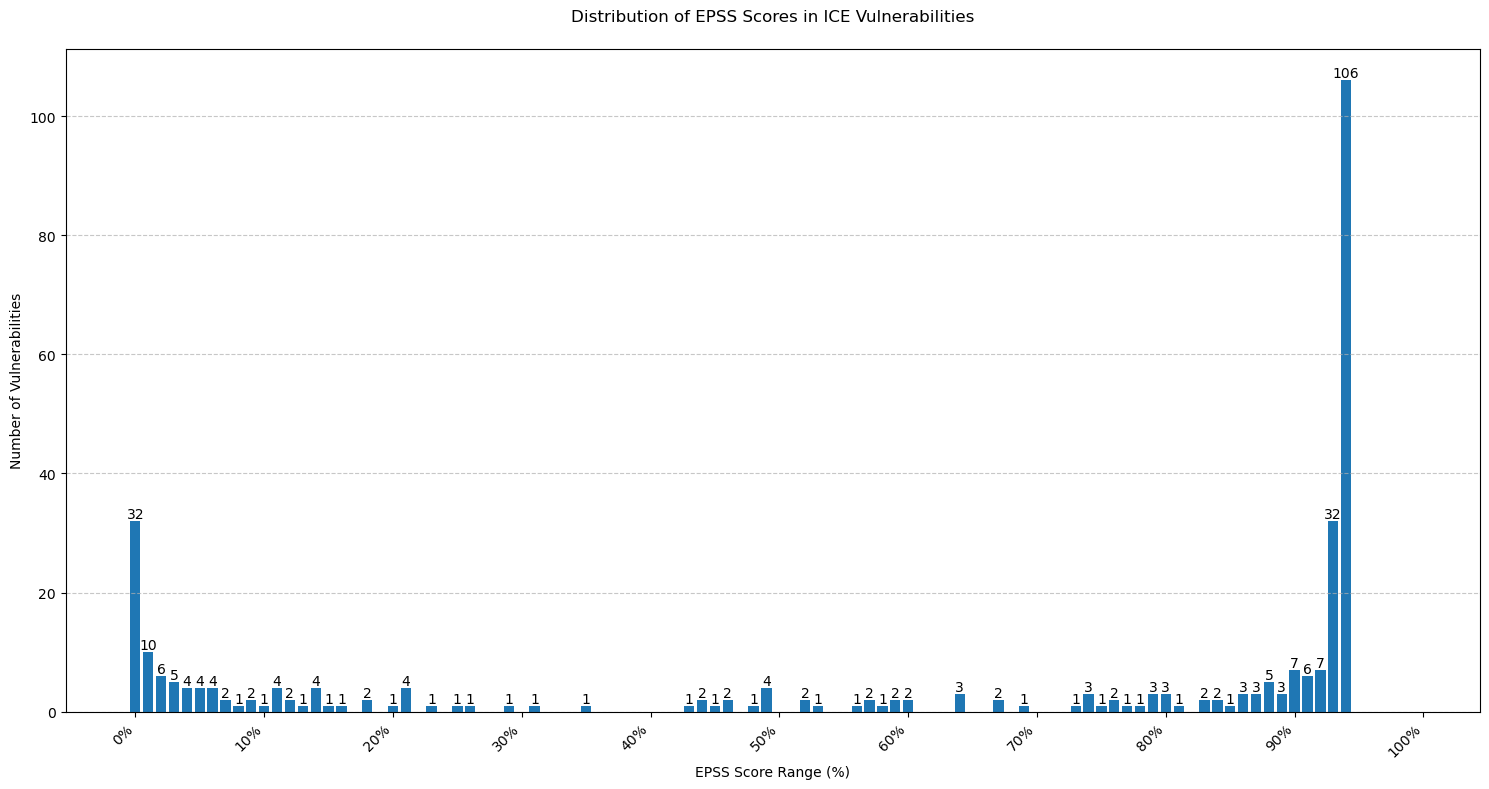 Distribution of EPSS Scores in ICE Vulnerabilities
Number of Vulnerabilities
100
80
60
40
20
0
32 10 6 5 4 4 4 2 1 2 1 4 2 1 4 1 1 2 1 4 1 1 1 1 1 1 1 2 1 2 1 4 2 1 1 2 1 2 2 3 2 1 1 3 1 2 1 1 3 3 1 2 2 1 3 3 5 3 7 6 7 32 106
0% 10% 20% 30% 40% 50% 60% 70% 80% 90% 100%
EPSS Score Range (%)